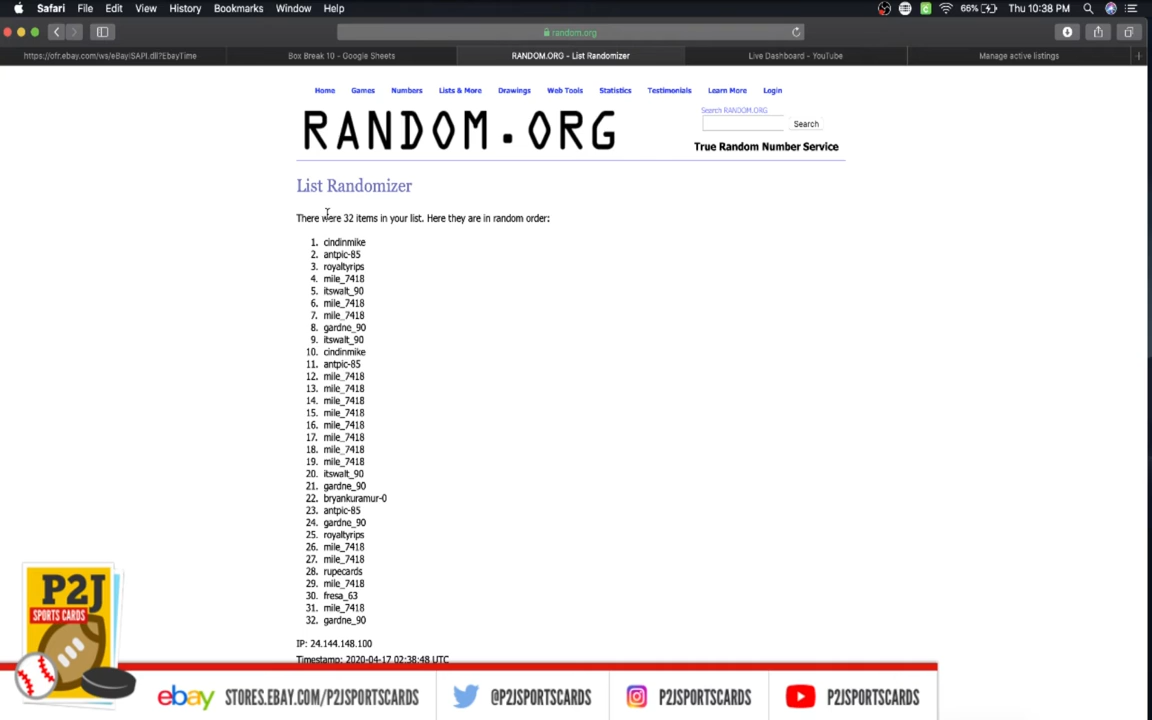 Safari File Edit View History Bookmarks Window Help 66% Thu 10:38 PM
random.org
https://ofr.ebay.com/ws/eBayISAPI.dll?EbayTime Box Break 10 - Google Sheets RANDOM.ORG - List Randomizer Live Dashboard - YouTube Manage active listings
Home Games Numbers Lists & More Drawings Web Tools Statistics Testimonials Learn More Login
RANDOM.ORG
Search RANDOM.ORG
Search
True Random Number Service
List Randomizer
There were 32 items in your list. Here they are in random order:
1. cindinmike
2. antpic-85
3. royaltyrips
4. mile_7418
5. itswalt_90
6. mile_7418
7. mile_7418
8. gardne_90
9. itswalt_90
10. cindinmike
11. antpic-85
12. mile_7418
13. mile_7418
14. mile_7418
15. mile_7418
16. mile_7418
17. mile_7418
18. mile_7418
19. mile_7418
20. itswalt_90
21. gardne_90
22. bryankuramur-0
23. antpic-85
24. gardne_90
25. royaltyrips
26. mile_7418
27. mile_7418
28. rupecards
29. mile_7418
30. fresa_63
31. mile_7418
32. gardne_90
IP: 24.144.148.100
Timestamp: 2020-04-17 02:38:48 UTC
P2J
SPORTS CARDS
ebay STORES.EBAY.COM/P2JSPORTSCARDS @P2JSPORTSCARDS P2JSPORTSCARDS P2JSPORTSCARDS